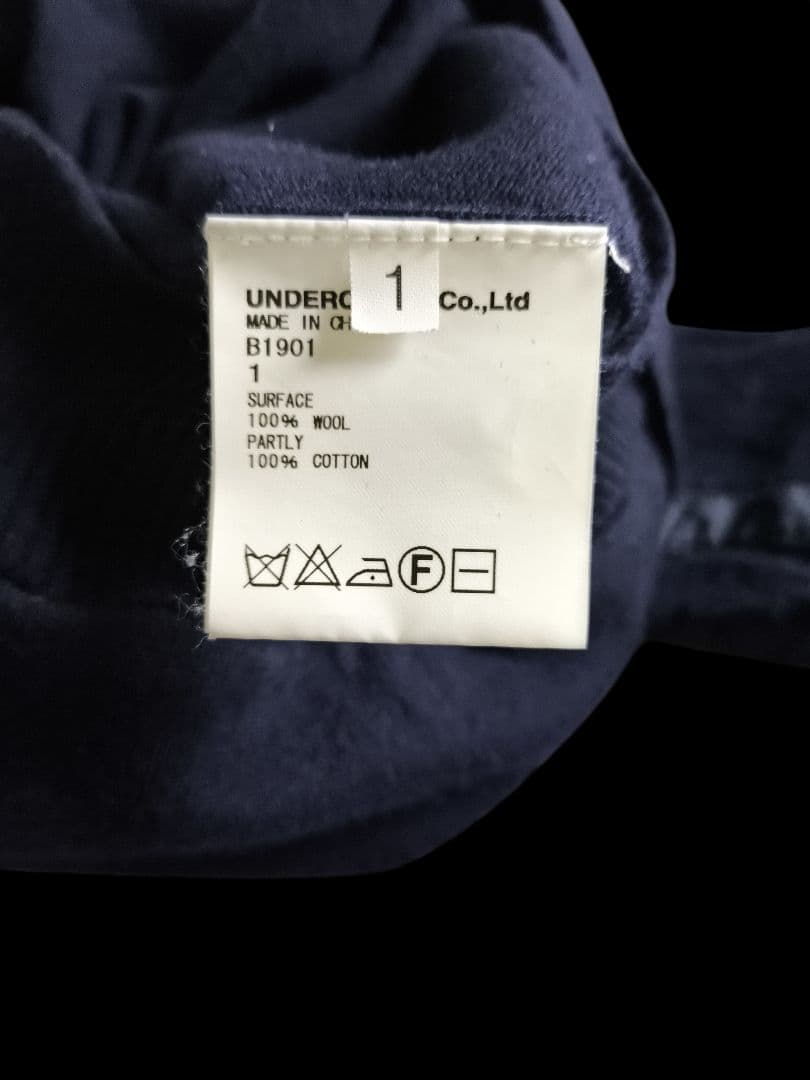 1
UNDERC Co.,Ltd
MADE IN CH
B1901
1
SURFACE
100% WOOL
PARTLY
100% COTTON
F